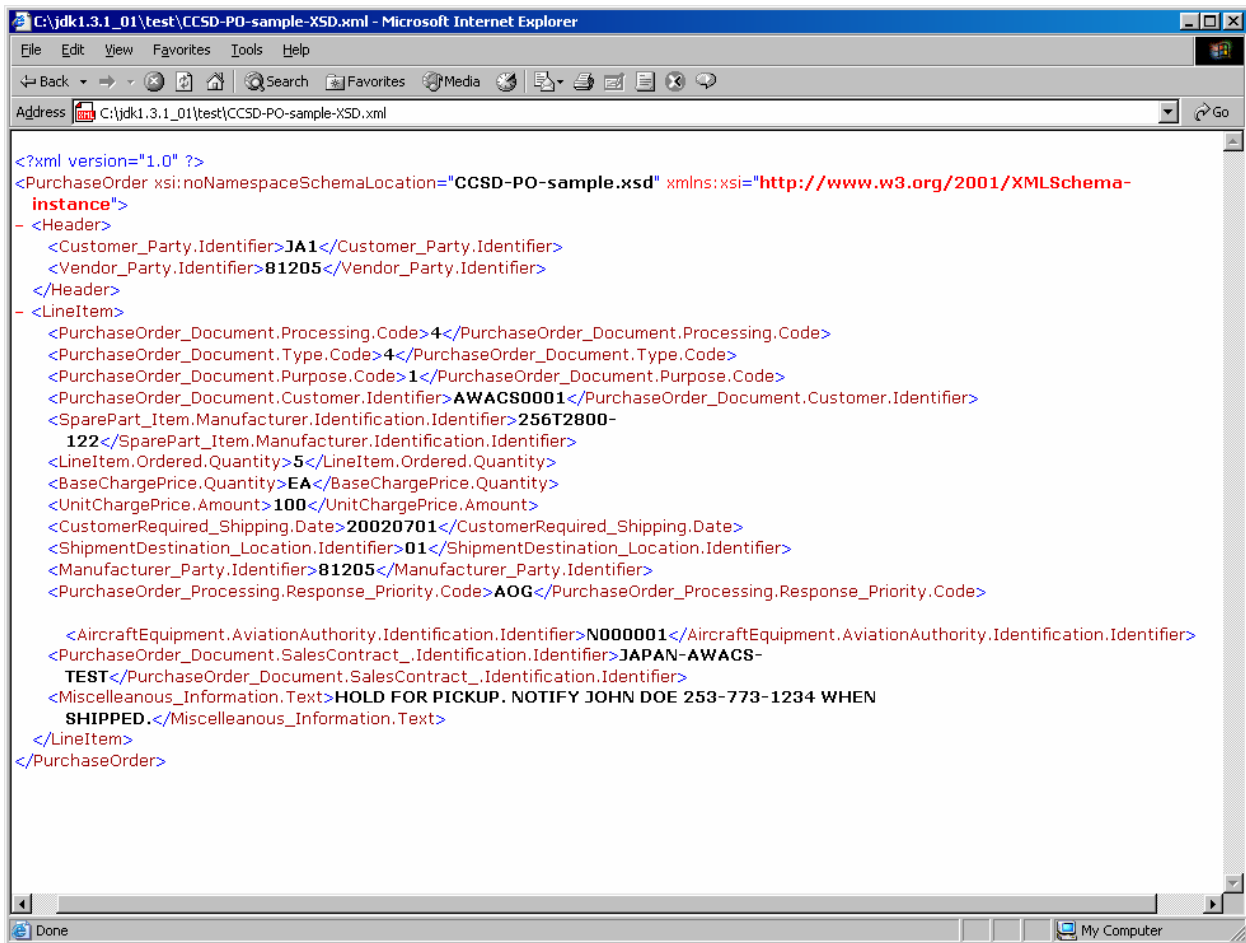 C:\jdk1.3.1_01\test\CCSD-PO-sample-XSD.xml - Microsoft Internet Explorer
File Edit View Favorites Tools Help
Back Search Favorites Media
Address C:\jdk1.3.1_01\test\CCSD-PO-sample-XSD.xml Go
<?xml version="1.0" ?>
<PurchaseOrder xsi:noNamespaceSchemaLocation="CCSD-PO-sample.xsd" xmlns:xsi="http://www.w3.org/2001/XMLSchema-
instance">
- <Header>
<Customer_Party.Identifier>JA1</Customer_Party.Identifier>
<Vendor_Party.Identifier>81205</Vendor_Party.Identifier>
</Header>
- <LineItem>
<PurchaseOrder_Document.Processing.Code>4</PurchaseOrder_Document.Processing.Code>
<PurchaseOrder_Document.Type.Code>4</PurchaseOrder_Document.Type.Code>
<PurchaseOrder_Document.Purpose.Code>1</PurchaseOrder_Document.Purpose.Code>
<PurchaseOrder_Document.Customer.Identifier>AWACS0001</PurchaseOrder_Document.Customer.Identifier>
<SparePart_Item.Manufacturer.Identification.Identifier>256T2800-
122</SparePart_Item.Manufacturer.Identification.Identifier>
<LineItem.Ordered.Quantity>5</LineItem.Ordered.Quantity>
<BaseChargePrice.Quantity>EA</BaseChargePrice.Quantity>
<UnitChargePrice.Amount>100</UnitChargePrice.Amount>
<CustomerRequired_Shipping.Date>20020701</CustomerRequired_Shipping.Date>
<ShipmentDestination_Location.Identifier>01</ShipmentDestination_Location.Identifier>
<Manufacturer_Party.Identifier>81205</Manufacturer_Party.Identifier>
<PurchaseOrder_Processing.Response_Priority.Code>AOG</PurchaseOrder_Processing.Response_Priority.Code>
<AircraftEquipment.AviationAuthority.Identification.Identifier>N000001</AircraftEquipment.AviationAuthority.Identification.Identifier>
<PurchaseOrder_Document.SalesContract_.Identification.Identifier>JAPAN-AWACS-
TEST</PurchaseOrder_Document.SalesContract_.Identification.Identifier>
<Miscelleanous_Information.Text>HOLD FOR PICKUP. NOTIFY JOHN DOE 253-773-1234 WHEN
SHIPPED.</Miscelleanous_Information.Text>
</LineItem>
</PurchaseOrder>
Done My Computer